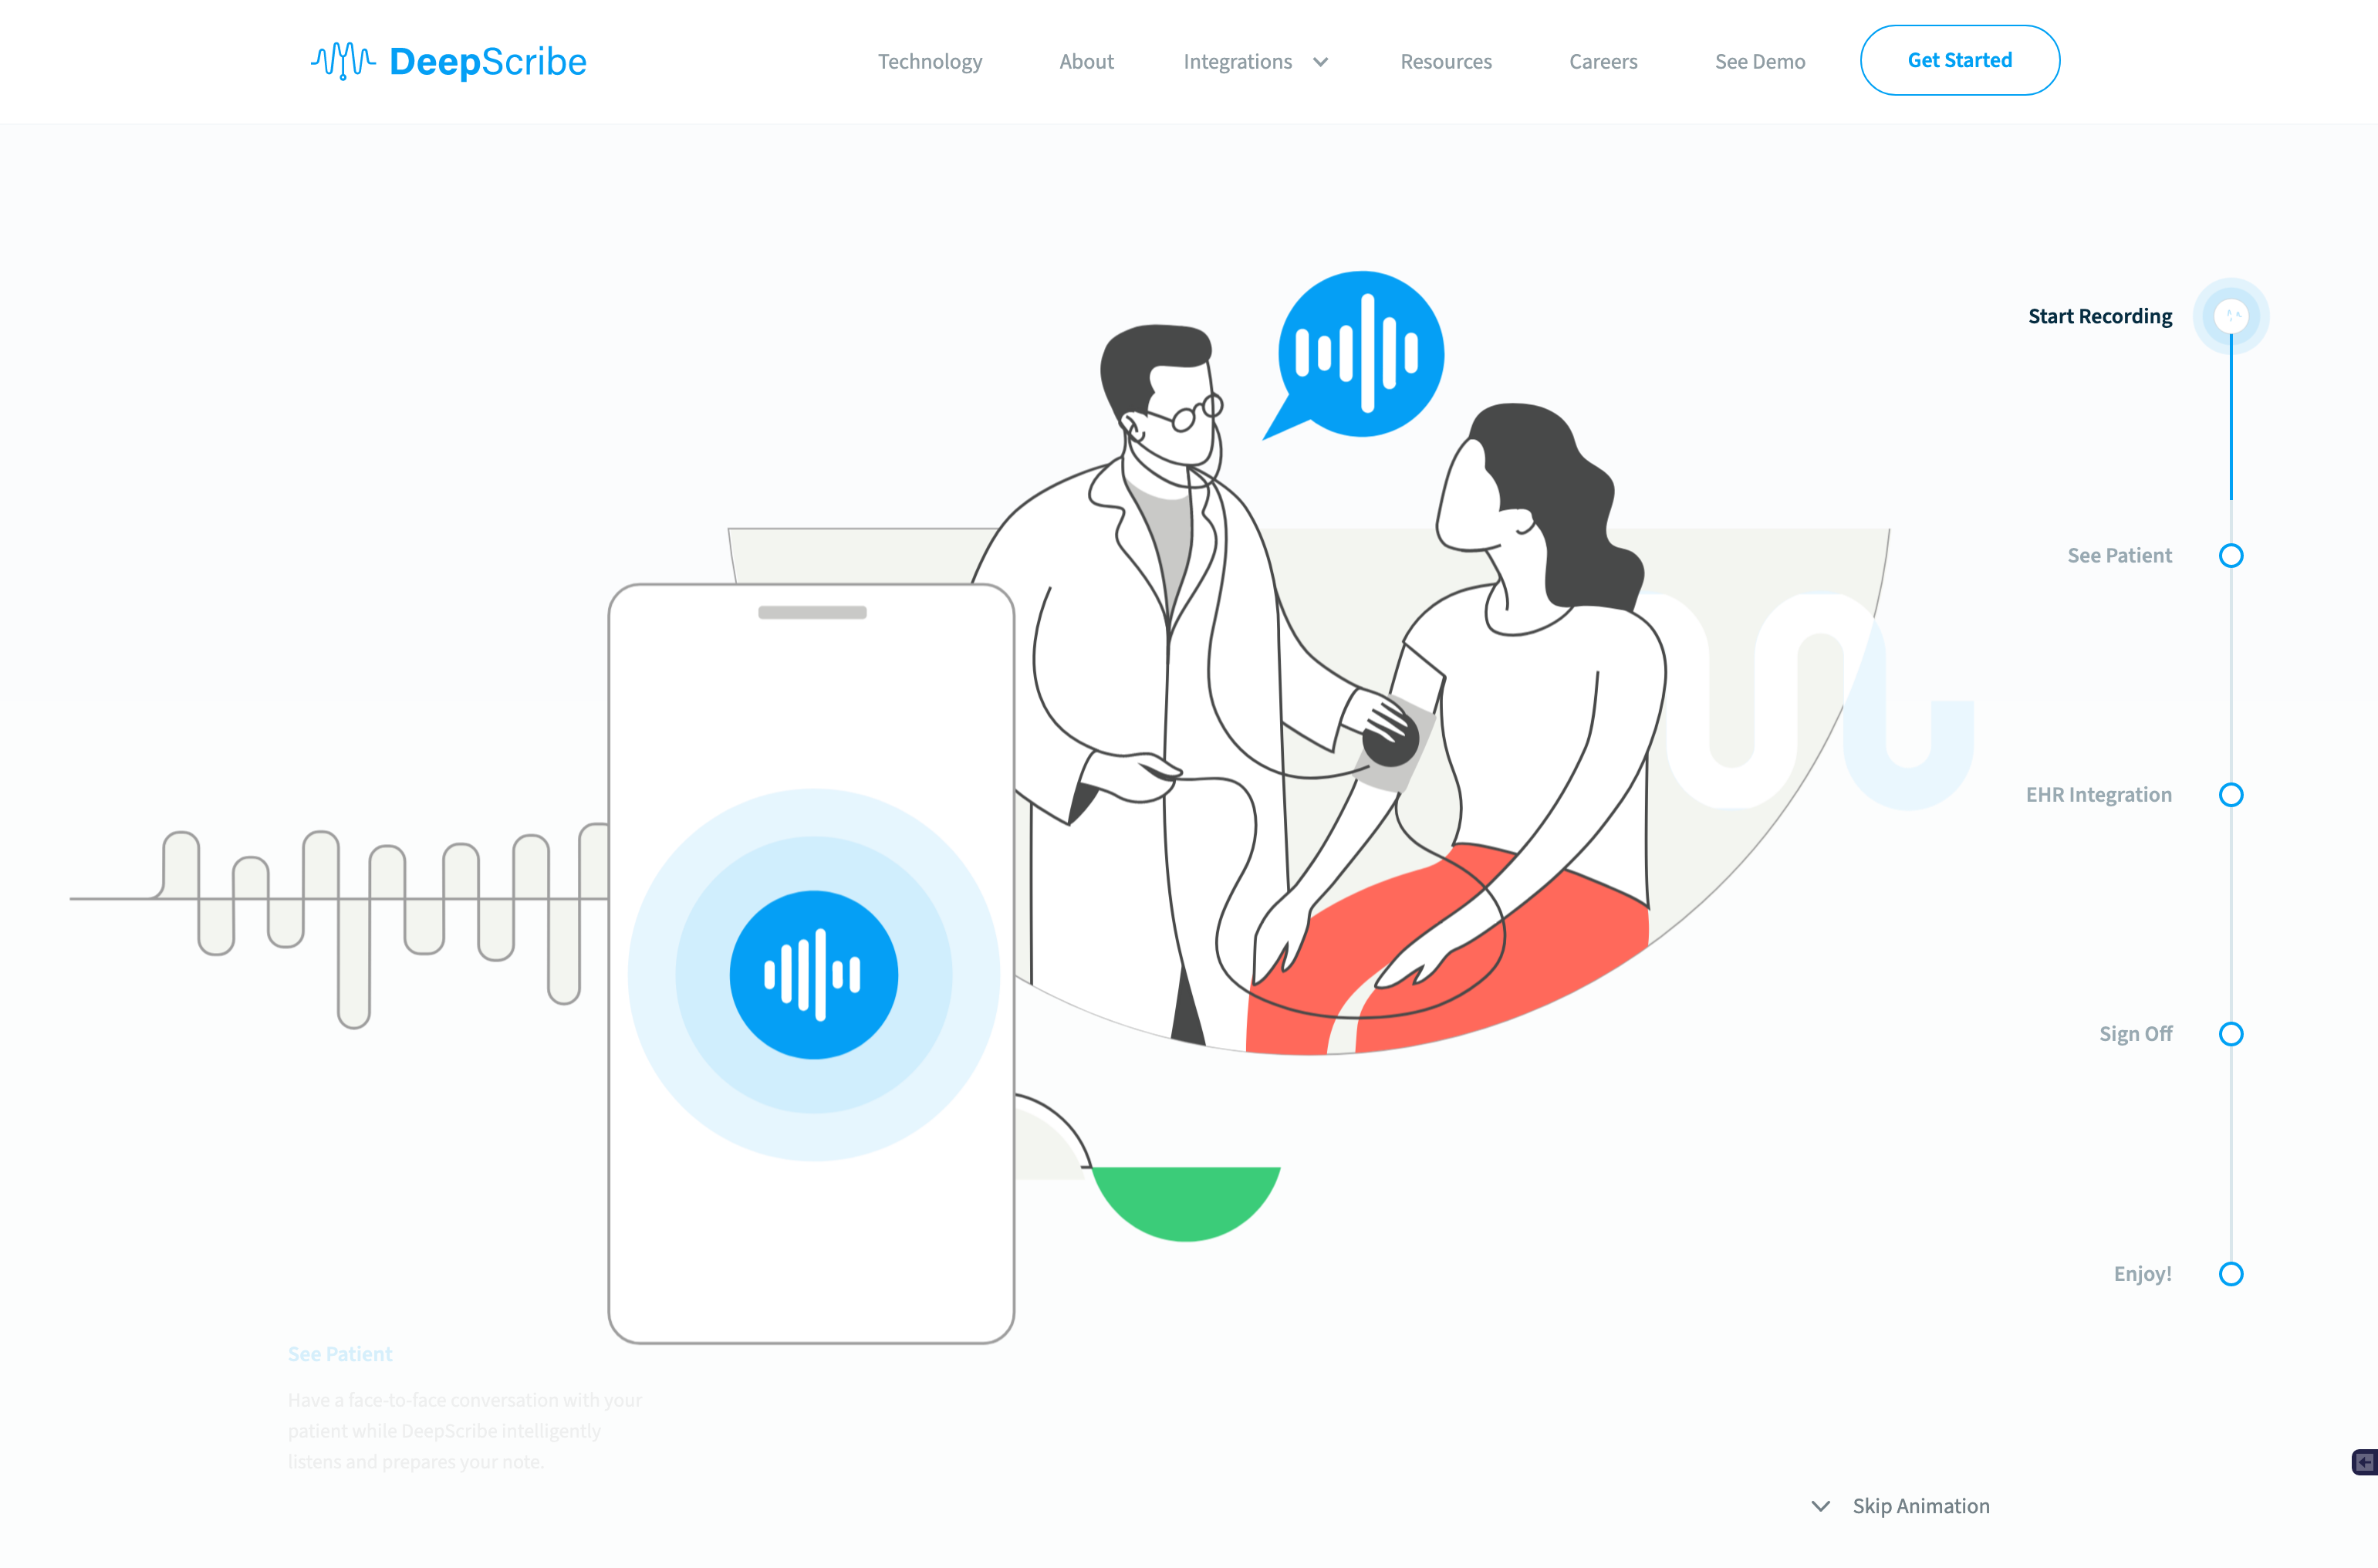 DeepScribe
Technology
About
Integrations
Resources
Careers
See Demo
Get Started
Start Recording
See Patient
EHR Integration
Sign Off
Enjoy!
See Patient
Have a face-to-face conversation with your
patient while DeepScribe intelligently
listens and prepares your note.
Skip Animation